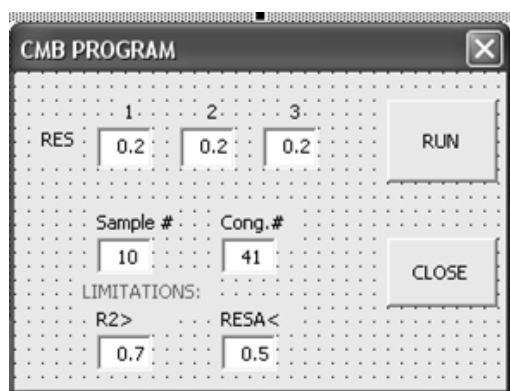 CMB PROGRAM
1 2 3
RES 0.2 0.2 0.2 RUN
Sample # Cong.#
10 41
CLOSE
LIMITATIONS:
R2> RESA<
0.7 0.5